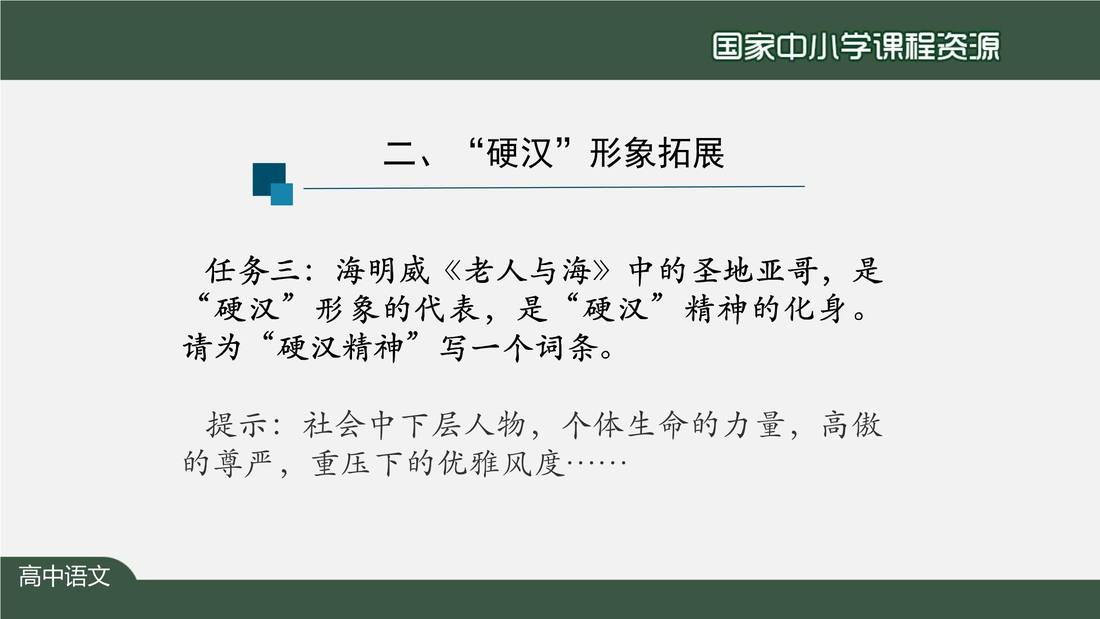 国家中小学课程资源
二、“硬汉”形象拓展
任务三：海明威《老人与海》中的圣地亚哥，是
“硬汉”形象的代表，是“硬汉”精神的化身。
请为“硬汉精神”写一个词条。
提示：社会中下层人物，个体生命的力量，高傲
的尊严，重压下的优雅风度……
高中语文